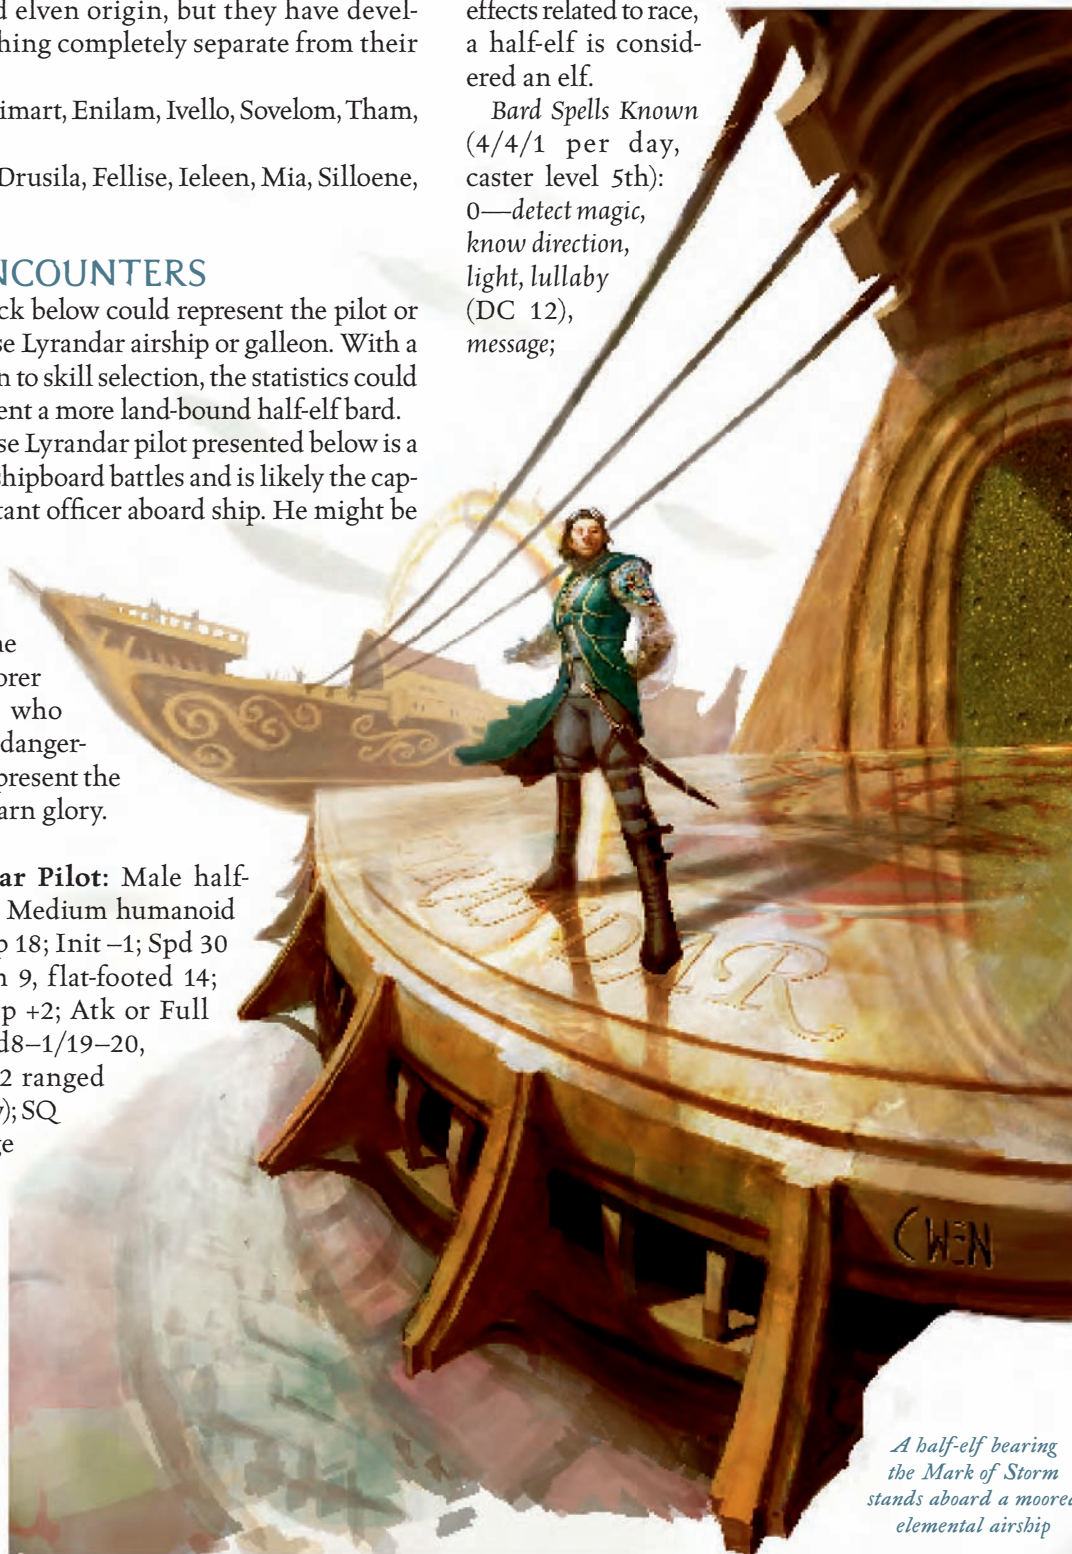 d elven origin, but they have devel-
hing completely separate from their
imart, Enilam, Ivello, Sovelom, Tham,
Drusila, Fellise, Ieleen, Mia, Silloene,
NCOUNTERS
ck below could represent the pilot or
se Lyrandar airship or galleon. With a
n to skill selection, the statistics could
ent a more land-bound half-elf bard.
se Lyrandar pilot presented below is a
shipboard battles and is likely the cap-
tant officer aboard ship. He might be
ne
orer
who
danger-
present the
arn glory.
ar Pilot: Male half-
Medium humanoid
p 18; Init –1; Spd 30
h 9, flat-footed 14;
p +2; Atk or Full
d8–1/19–20,
2 ranged
y); SQ
ge
effects related to race,
a half-elf is consid-
ered an elf.
Bard Spells Known
(4/4/1 per day,
caster level 5th):
0—detect magic,
know direction,
light, lullaby
(DC 12),
message;
CWEN
A half-elf bearing
the Mark of Storm
stands aboard a moored
elemental airship